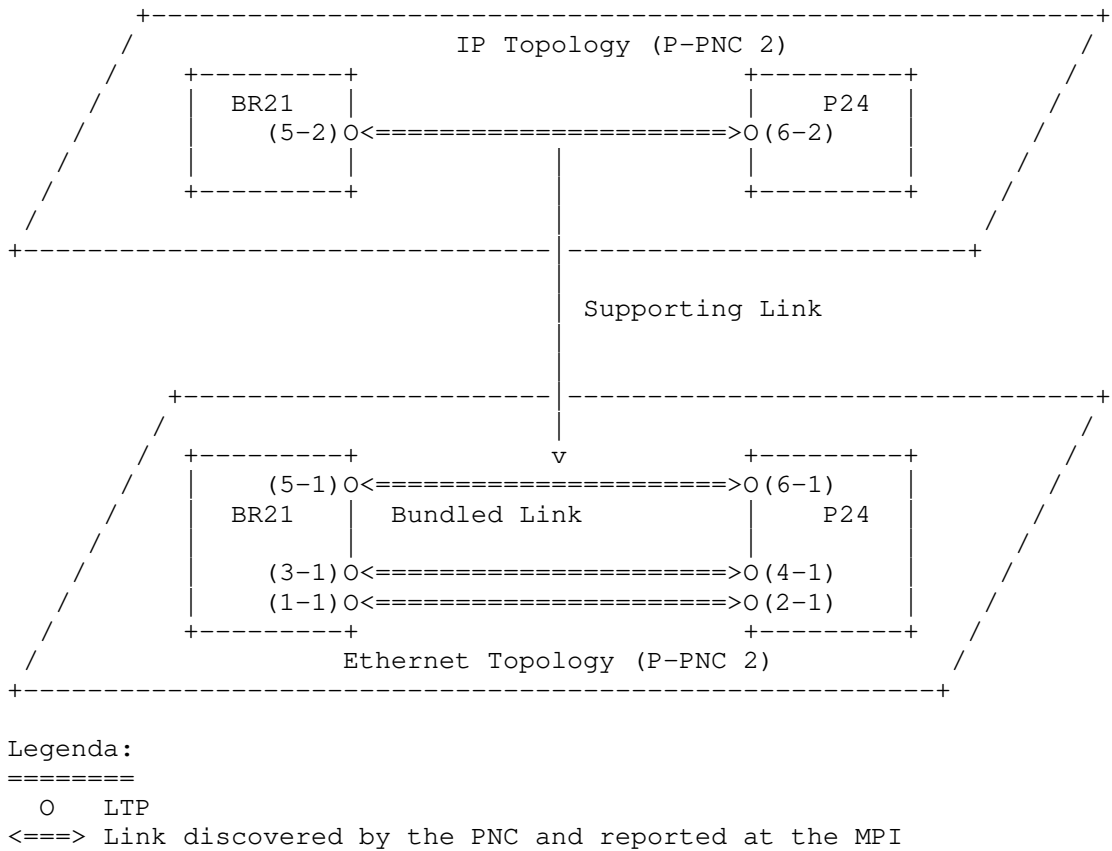 IP Topology (P-PNC 2)
BR21 P24
(5-2)O<======================>O(6-2)
Supporting Link
v
(5-1)O<======================>O(6-1)
BR21 Bundled Link P24
(3-1)O<======================>O(4-1)
(1-1)O<======================>O(2-1)
Ethernet Topology (P-PNC 2)
Legenda:
========
O LTP
<===> Link discovered by the PNC and reported at the MPI